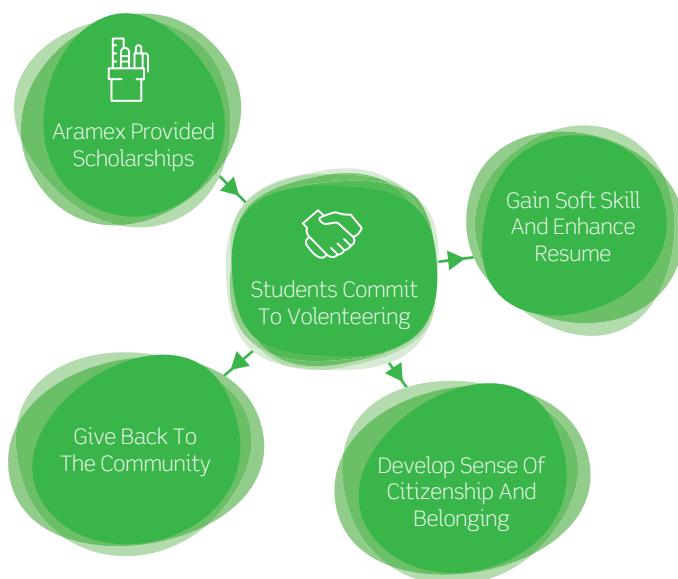 Aramex Provided
Scholarships
Students Commit
To Volenteering
Gain Soft Skill
And Enhance
Resume
Give Back To
The Community
Develop Sense Of
Citizenship And
Belonging